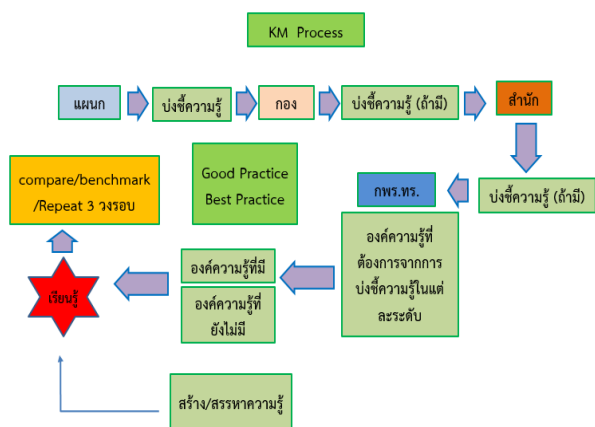 KM Process
แผนก
บ่งชี้ความรู้
กอง
บ่งชี้ความรู้ (ถ้ามี)
สำนัก
บ่งชี้ความรู้ (ถ้ามี)
กพร.ทร.
องค์ความรู้ที่
ต้องการจากการ
บ่งชี้ความรู้ในแต่
ละระดับ
Good Practice
Best Practice
องค์ความรู้ที่มี
องค์ความรู้ที่
ยังไม่มี
compare/benchmark
/Repeat 3 วงรอบ
เรียนรู้
สร้าง/สรรหาความรู้